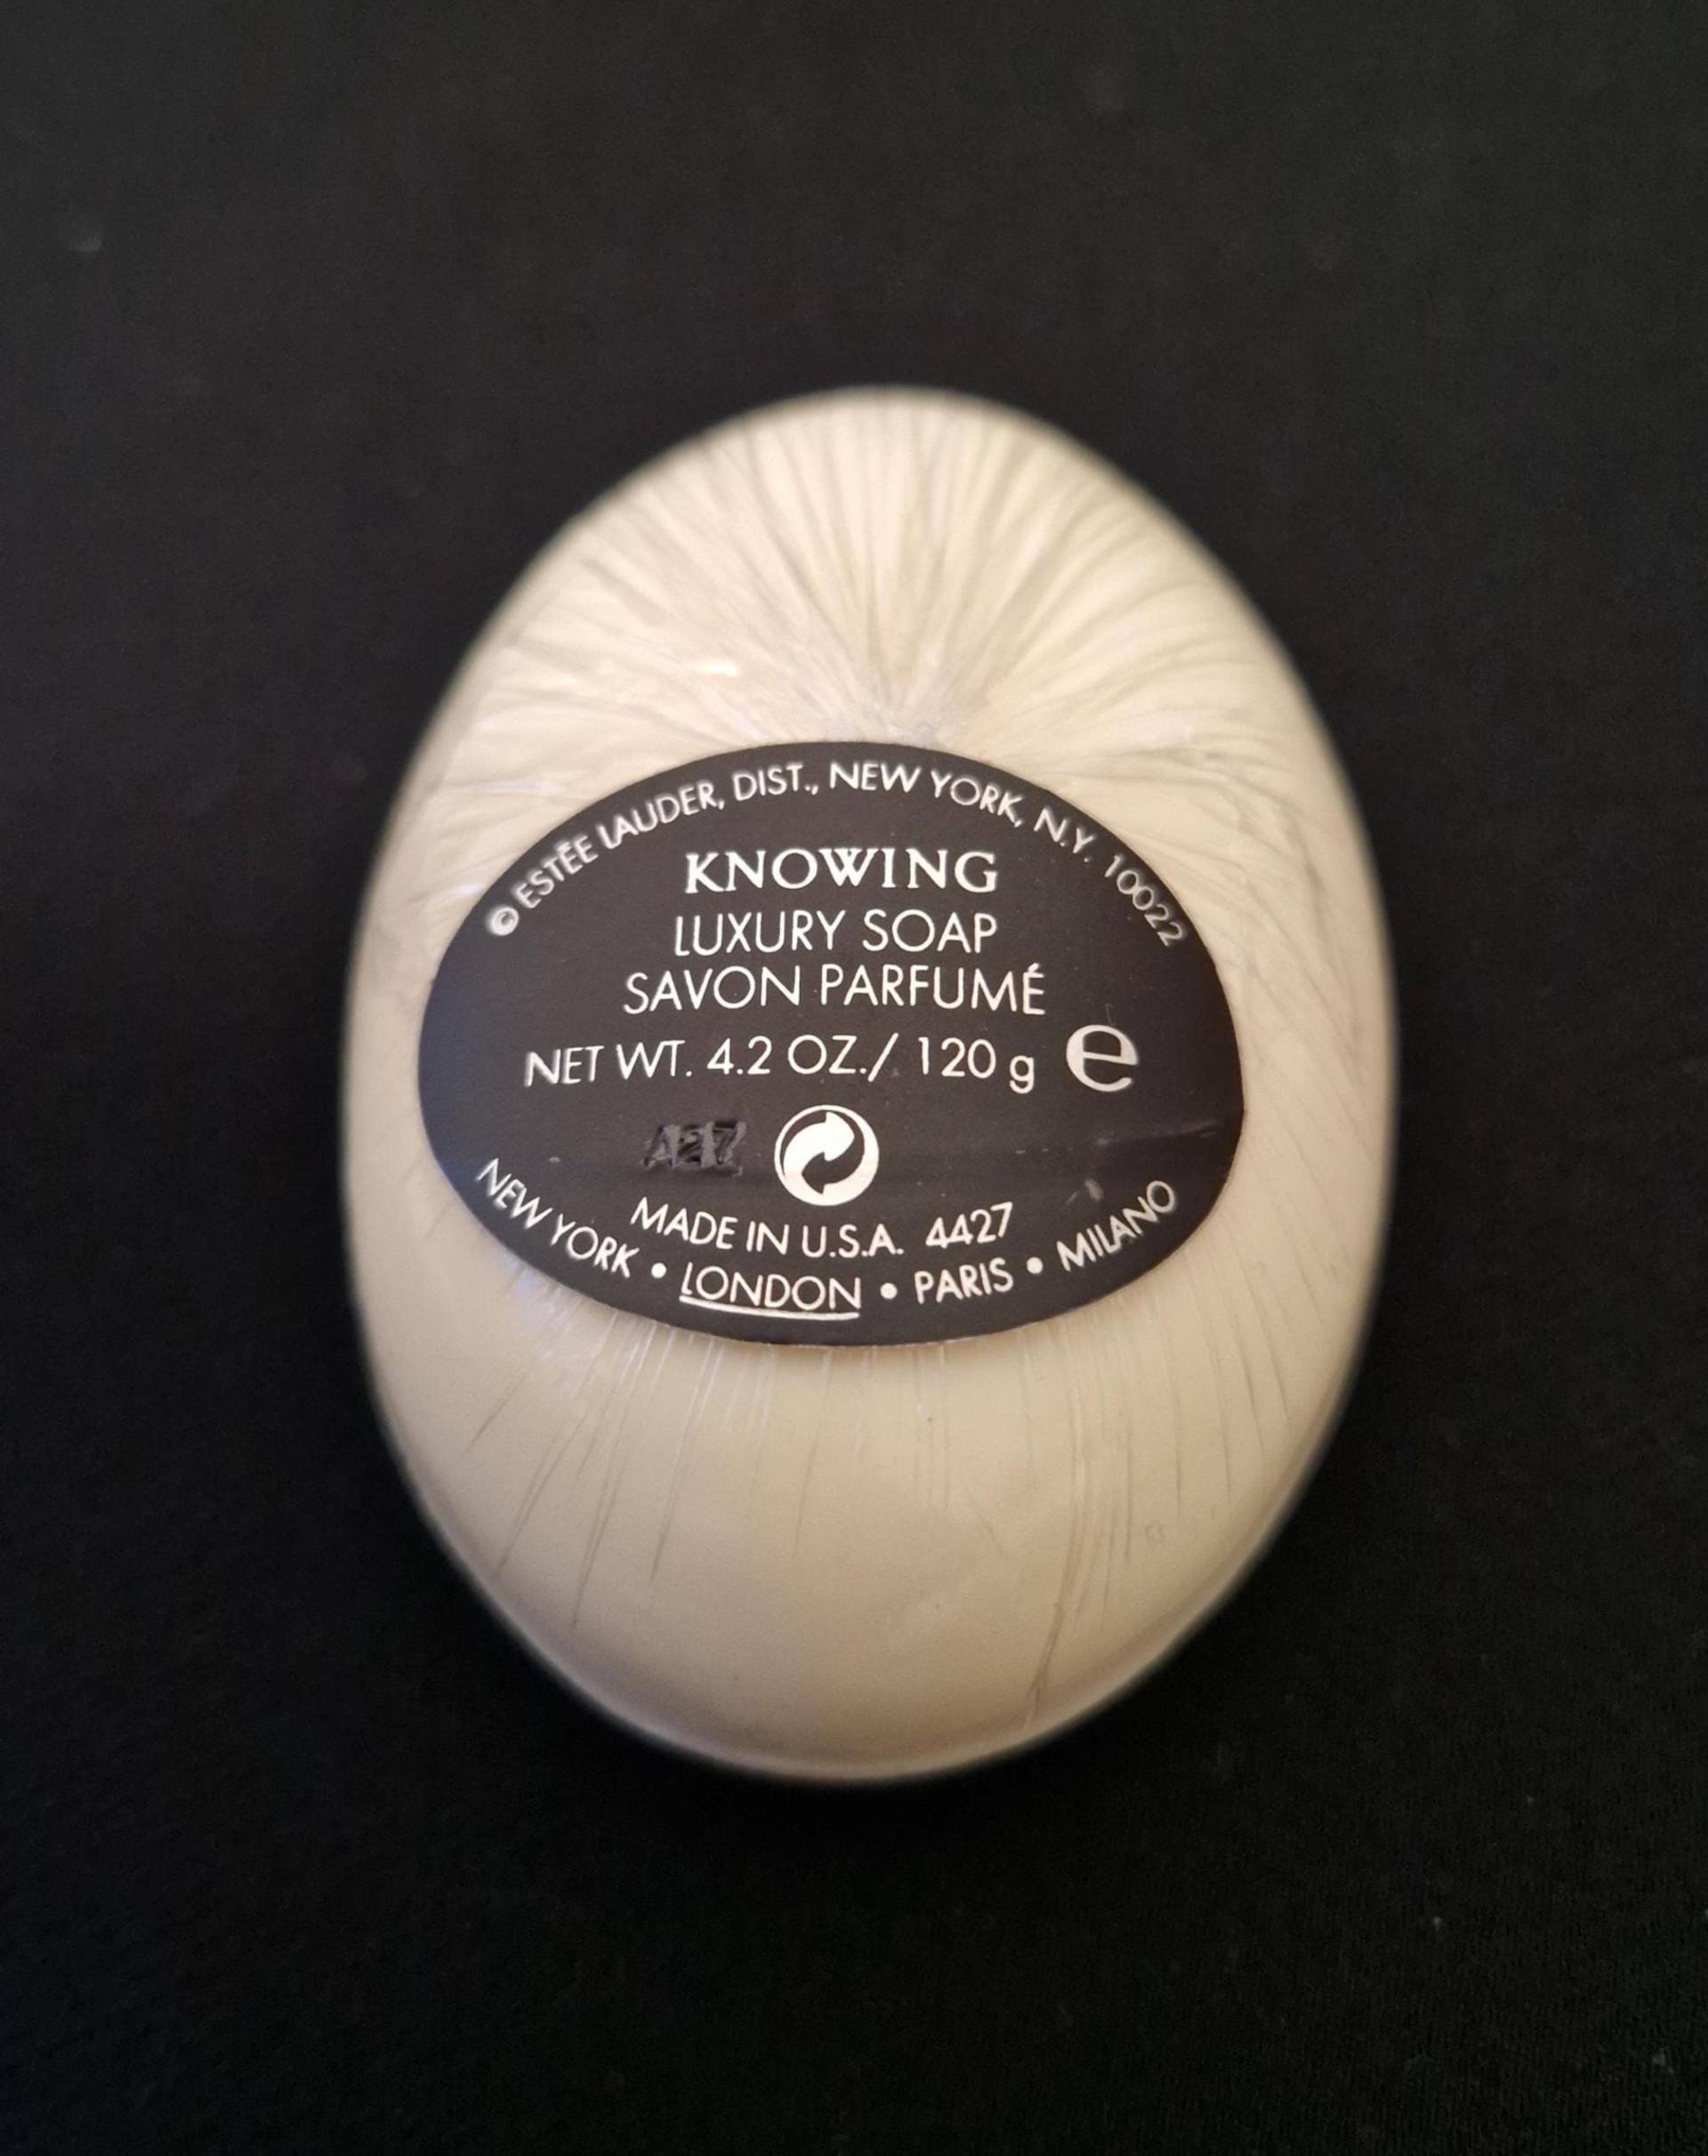 © ESTÉE LAUDER, DIST., NEW YORK, N.Y. 10022
KNOWING
LUXURY SOAP
SAVON PARFUMÉ
NET WT. 4.2 OZ./ 120 g e
A27
MADE IN U.S.A. 4427
NEW YORK • LONDON • PARIS • MILANO